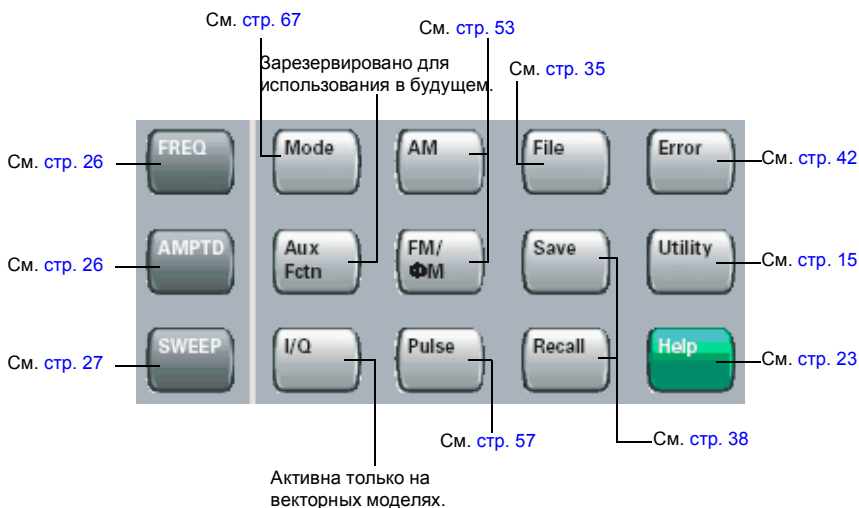 См. стр. 67
См. стр. 53
Зарезервировано для
использования в будущем.
См. стр. 35
FREQ
Mode
AM
File
Error
См. стр. 26
См. стр. 42
AMPTD
Aux
Fctn
FM/
ΦM
Save
Utility
См. стр. 26
См. стр. 15
SWEEP
I/Q
Pulse
Recall
Help
См. стр. 27
См. стр. 23
См. стр. 57
См. стр. 38
Активна только на
векторных моделях.